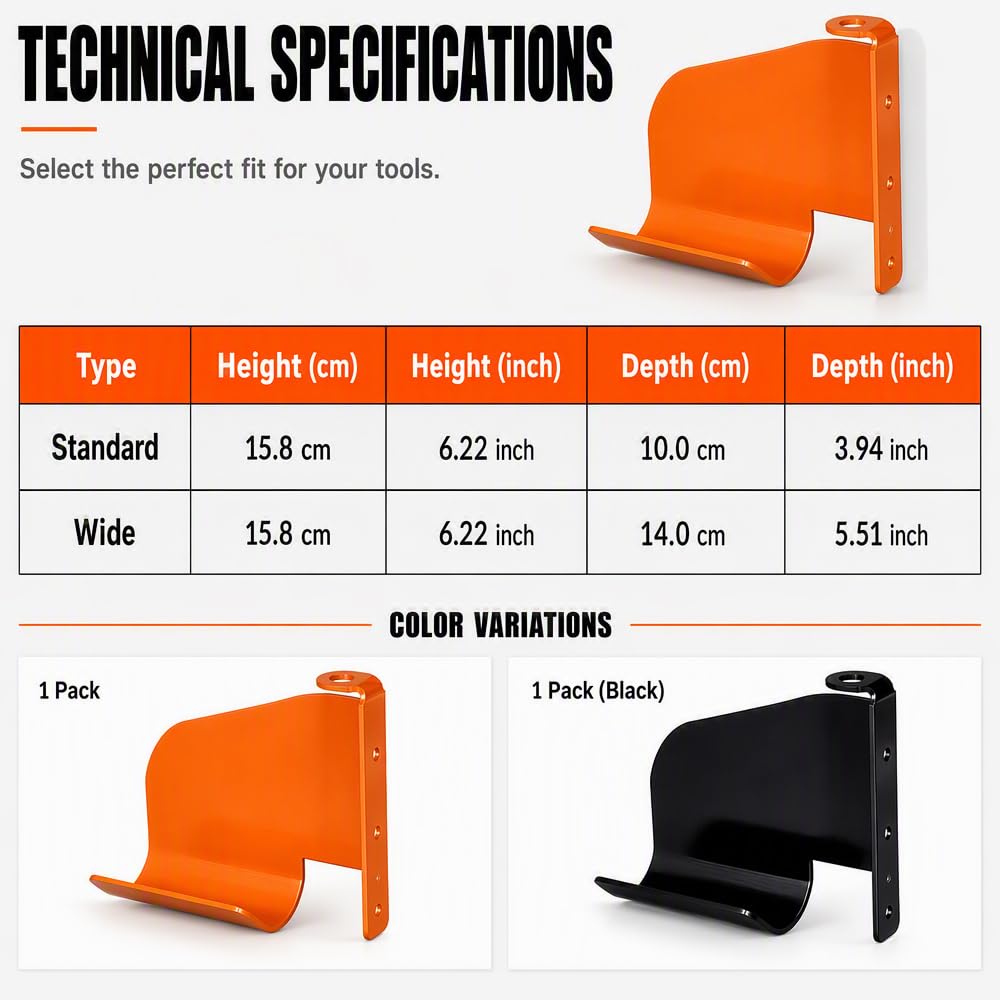 TECHNICAL SPECIFICATIONS
Select the perfect fit for your tools.
Type Height (cm) Height (inch) Depth (cm) Depth (inch)
Standard 15.8 cm 6.22 inch 10.0 cm 3.94 inch
Wide 15.8 cm 6.22 inch 14.0 cm 5.51 inch
COLOR VARIATIONS
1 Pack
1 Pack (Black)